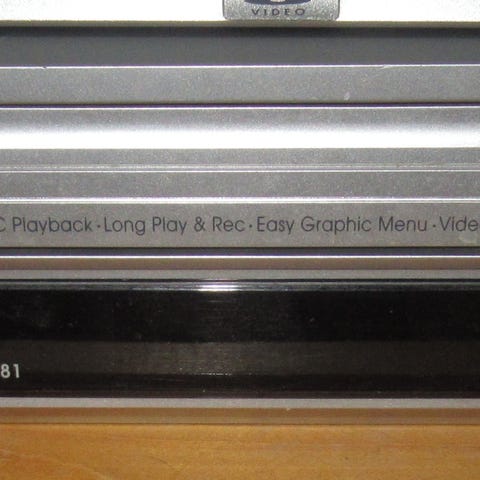 VIDEO
C Playback · Long Play & Rec · Easy Graphic Menu · Vide
81